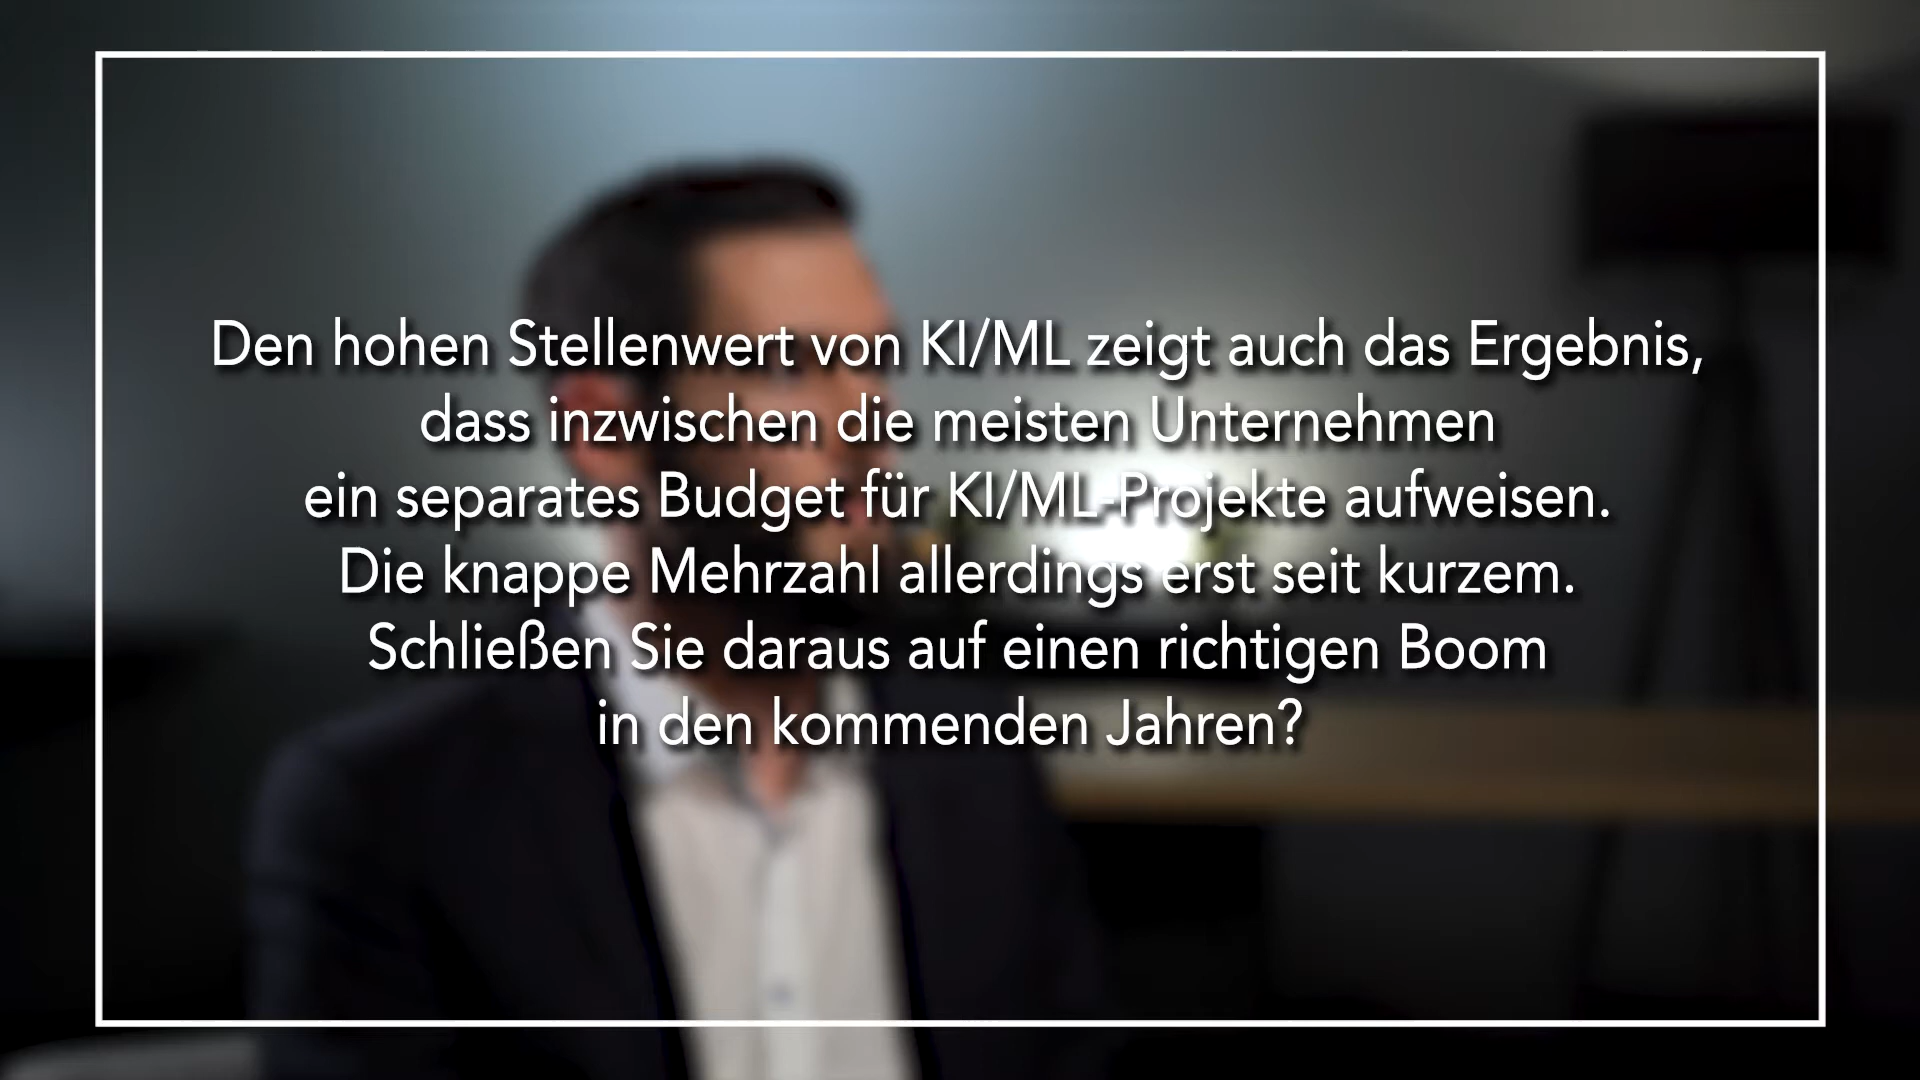 Den hohen Stellenwert von KI/ML zeigt auch das Ergebnis,
dass inzwischen die meisten Unternehmen
ein separates Budget für KI/ML-Projekte aufweisen.
Die knappe Mehrzahl allerdings erst seit kurzem.
Schließen Sie daraus auf einen richtigen Boom
in den kommenden Jahren?